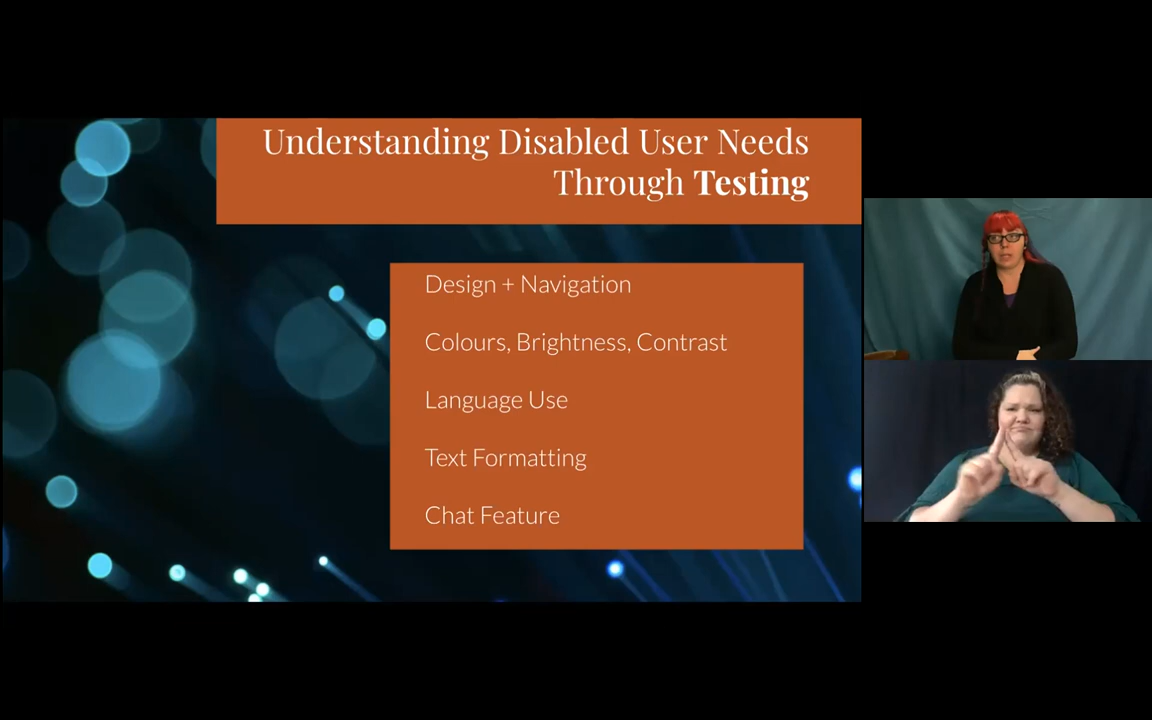 Understanding Disabled User Needs
Through Testing
Design + Navigation
Colours, Brightness, Contrast
Language Use
Text Formatting
Chat Feature